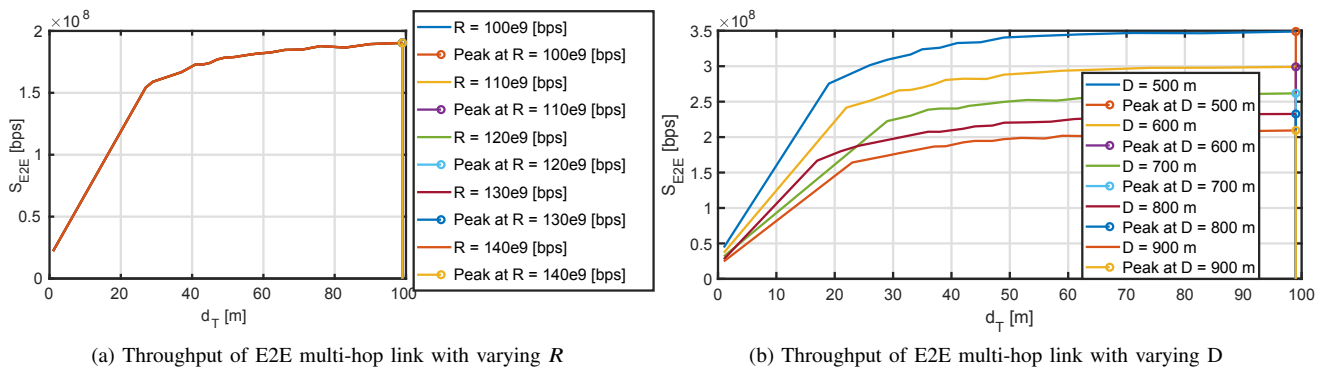 ×10⁸
2
1.5
1
0.5
0
S_E2E [bps]
0 20 40 60 80 100
d_T [m]
R = 100e9 [bps]
Peak at R = 100e9 [bps]
R = 110e9 [bps]
Peak at R = 110e9 [bps]
R = 120e9 [bps]
Peak at R = 120e9 [bps]
R = 130e9 [bps]
Peak at R = 130e9 [bps]
R = 140e9 [bps]
Peak at R = 140e9 [bps]
(a) Throughput of E2E multi-hop link with varying R
×10⁸
3.5
3
2.5
2
1.5
1
0.5
0
S_E2E [bps]
0 10 20 30 40 50 60 70 80 90 100
d_T [m]
D = 500 m
Peak at D = 500 m
D = 600 m
Peak at D = 600 m
D = 700 m
Peak at D = 700 m
D = 800 m
Peak at D = 800 m
D = 900 m
Peak at D = 900 m
(b) Throughput of E2E multi-hop link with varying D